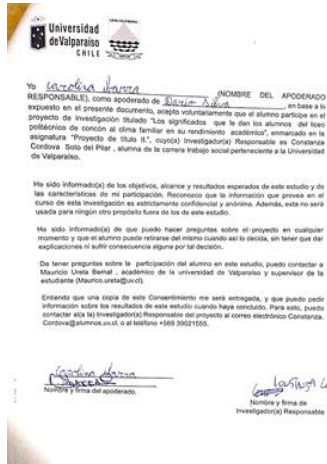 Universidad
deValparaíso
CHILE
Yo Carolina Ibarra (NOMBRE DEL APODERADO
RESPONSABLE), como apoderado de Dario Silva, en base a lo
expuesto en el presente documento, acepto voluntariamente que el alumno participe en el
proyecto de investigación titulado "Los significados que le dan los alumnos del liceo
politécnico de concón al clima familiar en su rendimiento académico", enmarcado en la
asignatura "Proyecto de título II.", cuyo(a) Investigador(a) Responsable es Constanza
Cordova Soto del Pilar, alumna de la carrera trabajo social perteneciente a la Universidad
de Valparaíso.
He sido informado(a) de los objetivos, alcance y resultados esperados de este estudio y de
las características de mi participación. Reconozco que la información que provea en el
curso de esta investigación es estrictamente confidencial y anónima. Además, esta no será
usada para ningún otro propósito fuera de los de este estudio.
He sido informado(a) de que puedo hacer preguntas sobre el proyecto en cualquier
momento y que el alumno puede retirarse del mismo cuando así lo decida, sin tener que dar
explicaciones ni sufrir consecuencia alguna por tal decisión.
De tener preguntas sobre la participación del alumno en este estudio, puedo contactar a
Mauricio Ureta Bernal, académico de la universidad de Valparaíso y supervisor de la
estudiante (Maurico.ureta@uv.cl).
Entiendo que una copia de este Consentimiento me será entregada, y que puedo pedir
información sobre los resultados de este estudio cuando haya concluido. Para esto, puedo
contactar al(a la) Investigador(a) Responsable del proyecto al correo electrónico Constanza.
Cordova@alumnos.uv.cl, o al teléfono +569 39021555.
Carolina Ibarra
Nombre y firma del apoderado.
Constanza C
Nombre y firma de
Investigador(a) Responsable